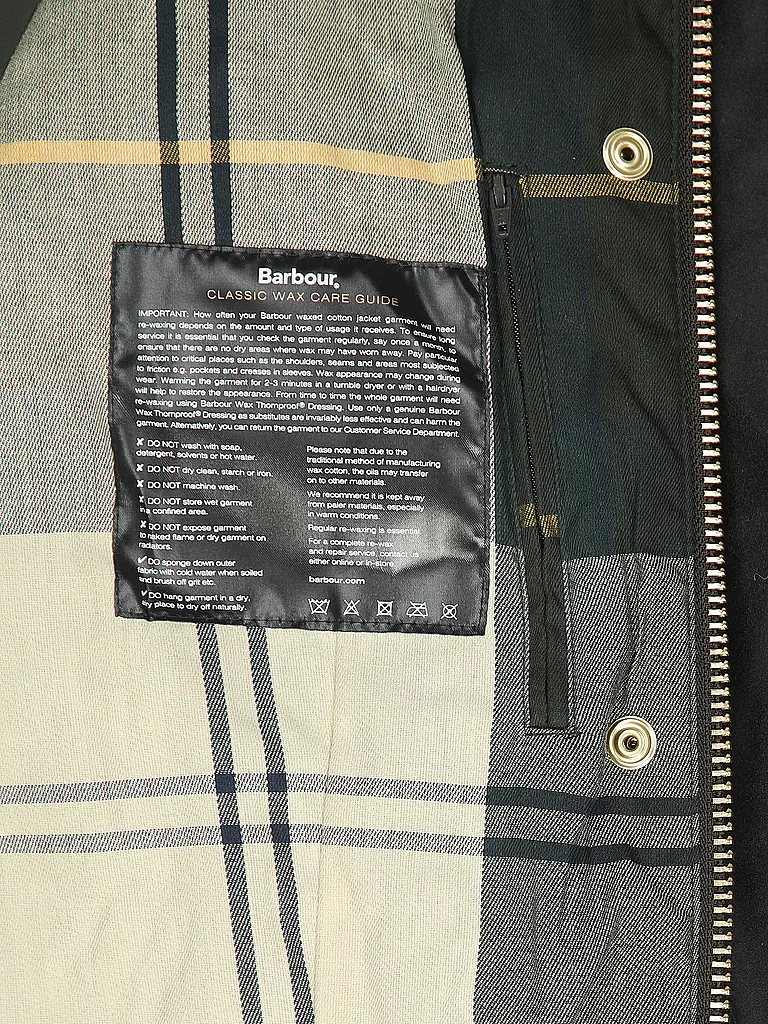 Barbour®
CLASSIC WAX CARE GUIDE
IMPORTANT: How often your Barbour waxed cotton jacket garment will need
re-waxing depends on the amount and type of usage it receives. To ensure long
service it is essential that you check the garment regularly, say once a month, to
ensure that there are no dry areas where wax may have worn away. Pay particular
attention to critical places such as the shoulders, seams and areas most subjected
to friction e.g. pockets and creases in sleeves. Wax appearance may change during
wear. Warming the garment for 2-3 minutes in a tumble dryer or with a hairdryer
will help to restore the appearance. From time to time the whole garment will need
re-waxing using Barbour Wax Thornproof® Dressing. Use only a genuine Barbour
Wax Thornproof® Dressing as substitutes are invariably less effective and can harm the
garment. Alternatively, you can return the garment to our Customer Service Department.
✗ DO NOT wash with soap,
detergent, solvents or hot water.
✗ DO NOT dry clean, starch or iron.
✗ DO NOT machine wash.
✗ DO NOT store wet garment
in a confined area.
✗ DO NOT expose garment
to naked flame or dry garment on
radiators.
✓ DO sponge down outer
fabric with cold water when soiled
and brush off grit etc.
✓ DO hang garment in a dry,
airy place to dry off naturally.
Please note that due to the
traditional method of manufacturing
wax cotton, the oils may transfer
on to other materials.
We recommend it is kept away
from paler materials, especially
in warm conditions.
Regular re-waxing is essential
For a complete re-wax
and repair service, contact us
either online or in-store.
barbour.com